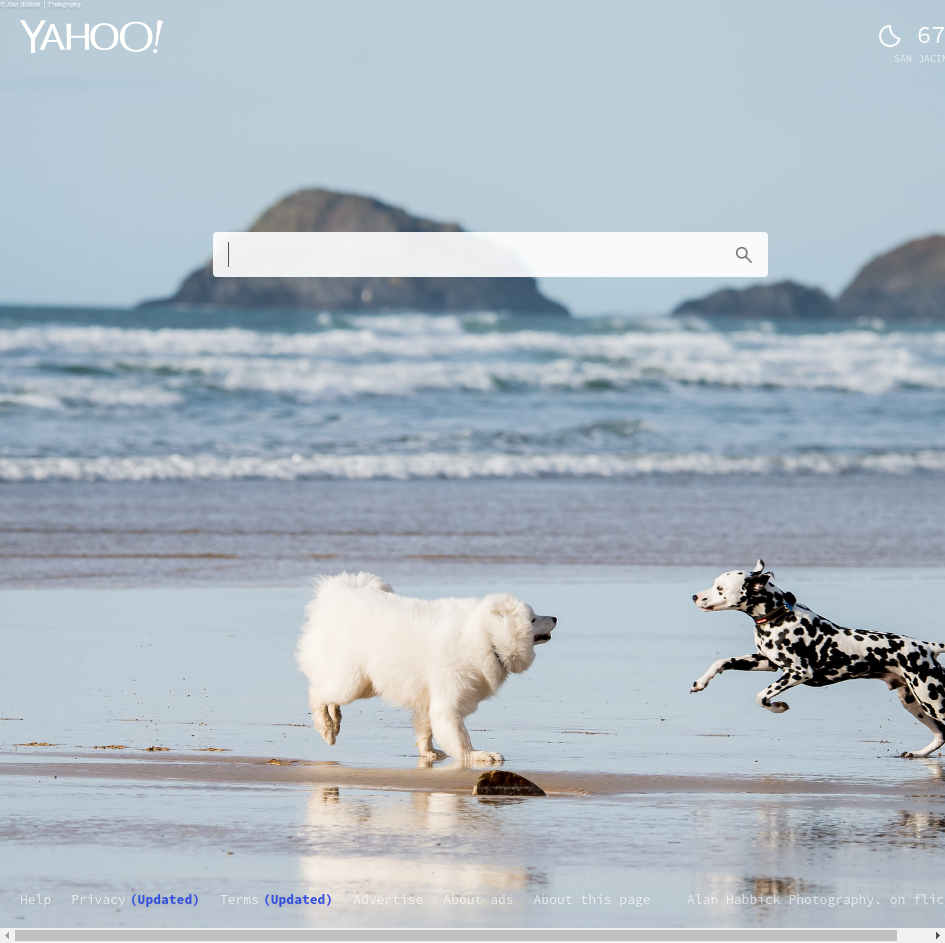 © Alan Habbick | Photography
YAHOO!
67
SAN JACIN
Help Privacy (Updated) Terms (Updated) Advertise About ads About this page Alan Habbick Photography. on flic